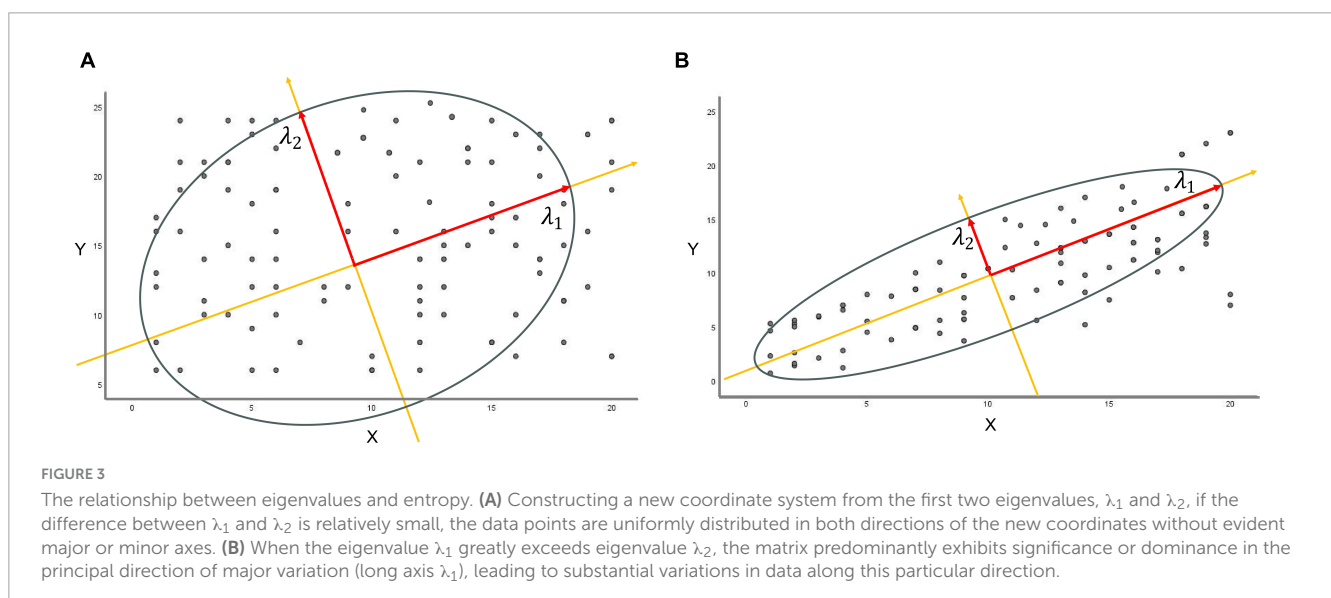 A
25
20
Y
15
10
5
0
5
10
15
20
X
λ2
λ1
B
25
20
Y
15
10
5
0
0
5
10
15
20
X
λ2
λ1
FIGURE 3
The relationship between eigenvalues and entropy. (A) Constructing a new coordinate system from the first two eigenvalues, λ1 and λ2, if the
difference between λ1 and λ2 is relatively small, the data points are uniformly distributed in both directions of the new coordinates without evident
major or minor axes. (B) When the eigenvalue λ1 greatly exceeds eigenvalue λ2, the matrix predominantly exhibits significance or dominance in the
principal direction of major variation (long axis λ1), leading to substantial variations in data along this particular direction.